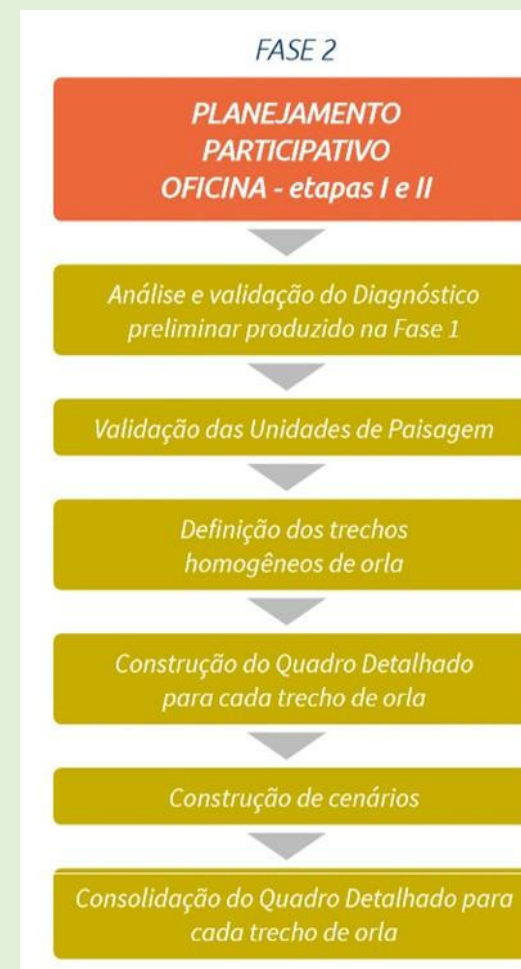 FASE 2
PLANEJAMENTO
PARTICIPATIVO
OFICINA - etapas I e II
Análise e validação do Diagnóstico
preliminar produzido na Fase 1
Validação das Unidades de Paisagem
Definição dos trechos
homogêneos de orla
Construção do Quadro Detalhado
para cada trecho de orla
Construção de cenários
Consolidação do Quadro Detalhado para
cada trecho de orla